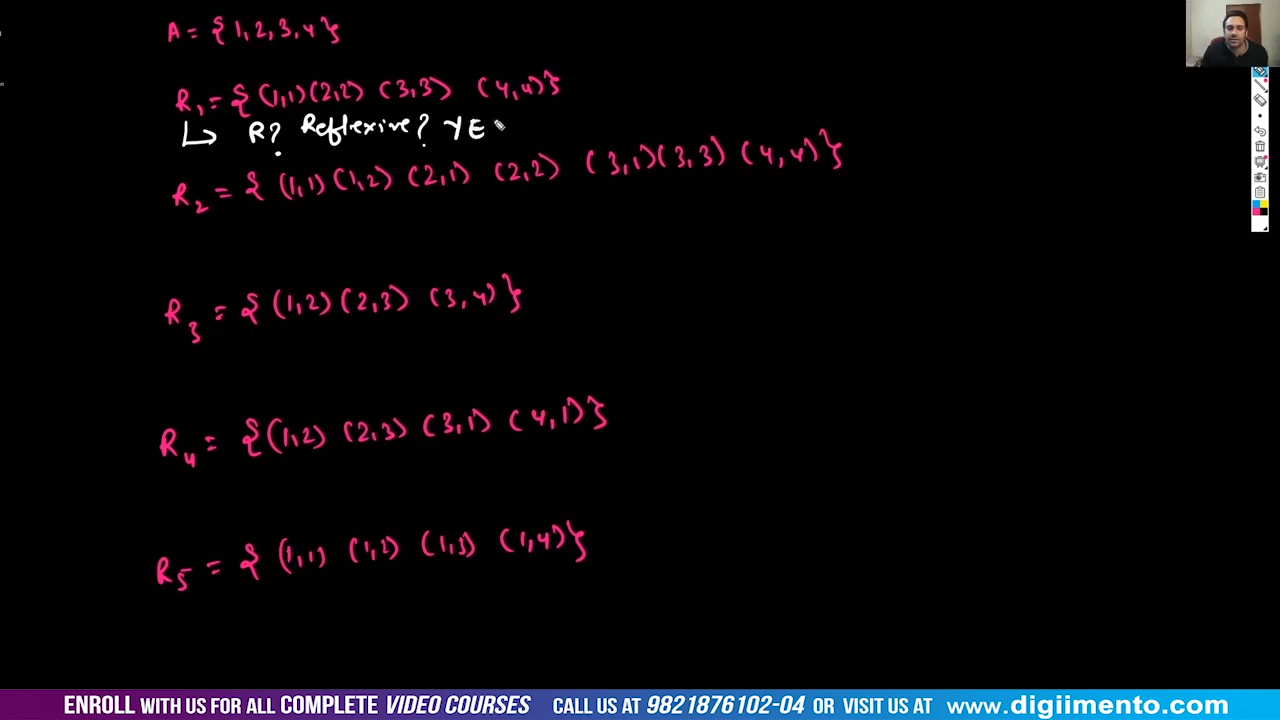 A = {1,2,3,4}
R1 = {(1,1)(2,2) (3,3) (4,4)}
↳ R? Reflexive? YE
R2 = { (1,1)(1,2) (2,1) (2,2) (3,1)(3,3) (4,4)}
R3 = {(1,2)(2,3) (3,4)}
R4 = {(1,2) (2,3) (3,1) (4,1)}
R5 = { (1,1) (1,2) (1,3) (1,4)}
ENROLL WITH US FOR ALL COMPLETE VIDEO COURSES CALL US AT 9821876102-04 OR VISIT US AT www.digiimento.com